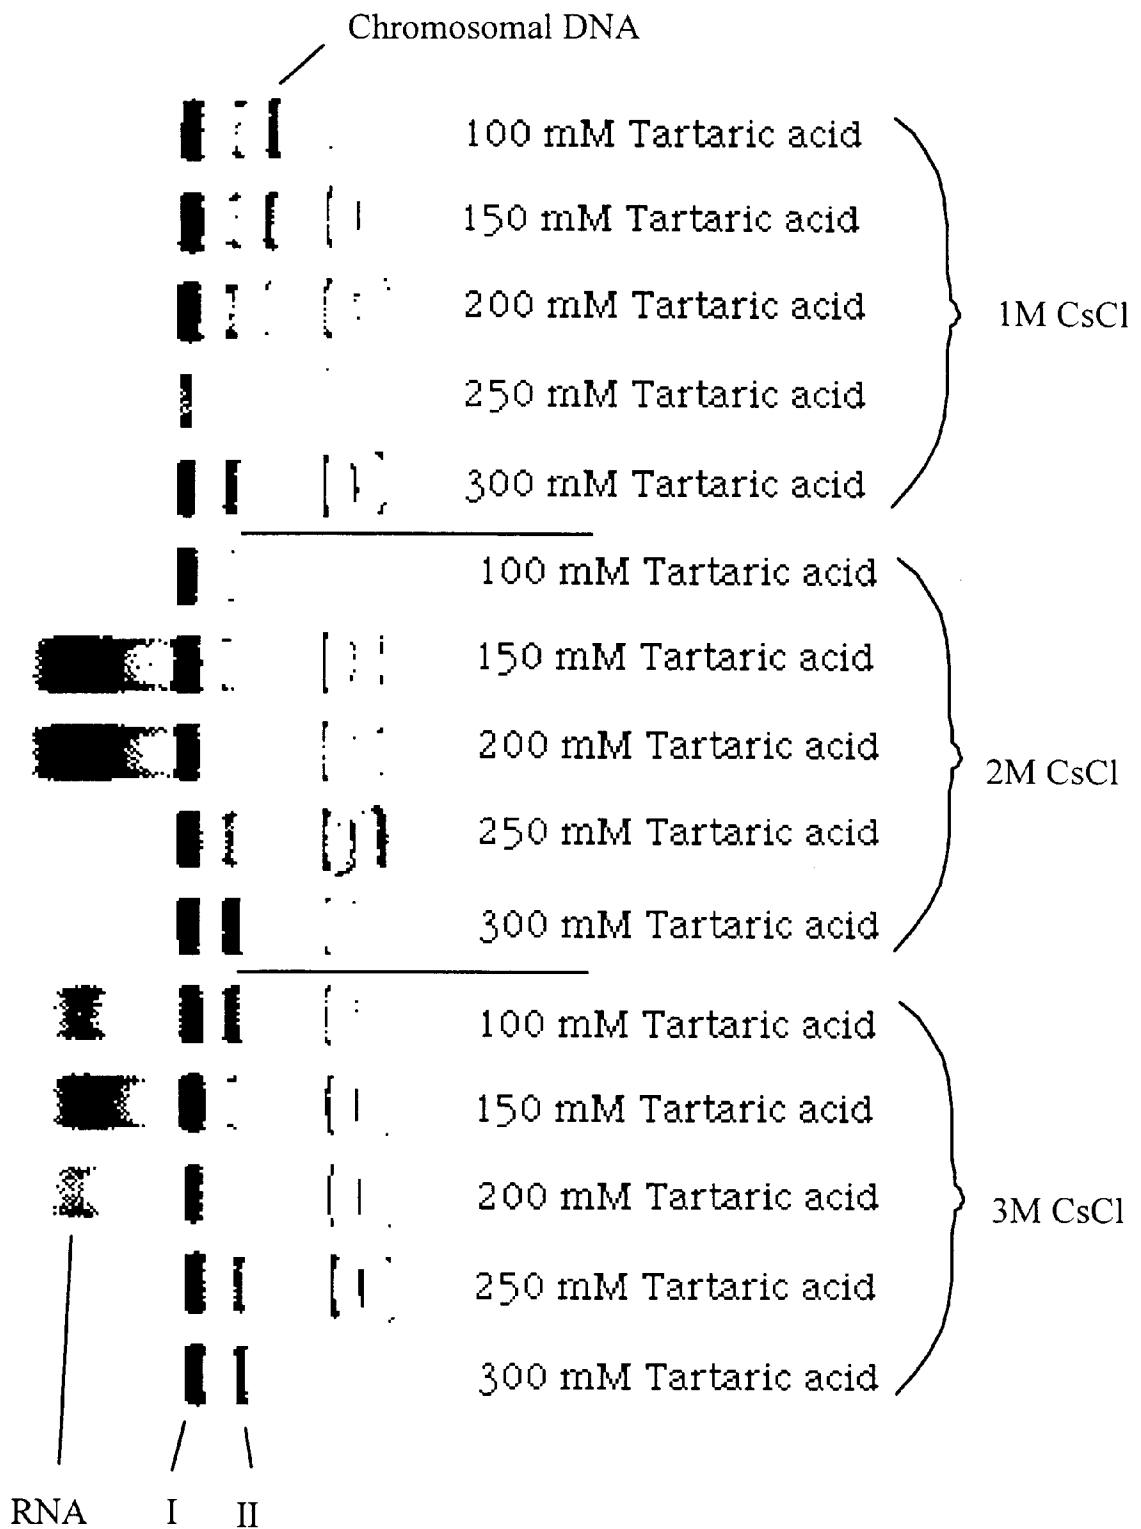 Chromosomal DNA
100 mM Tartaric acid
150 mM Tartaric acid
200 mM Tartaric acid
1M CsCl
250 mM Tartaric acid
300 mM Tartaric acid
100 mM Tartaric acid
150 mM Tartaric acid
200 mM Tartaric acid
2M CsCl
250 mM Tartaric acid
300 mM Tartaric acid
100 mM Tartaric acid
150 mM Tartaric acid
200 mM Tartaric acid
3M CsCl
250 mM Tartaric acid
300 mM Tartaric acid
RNA I II